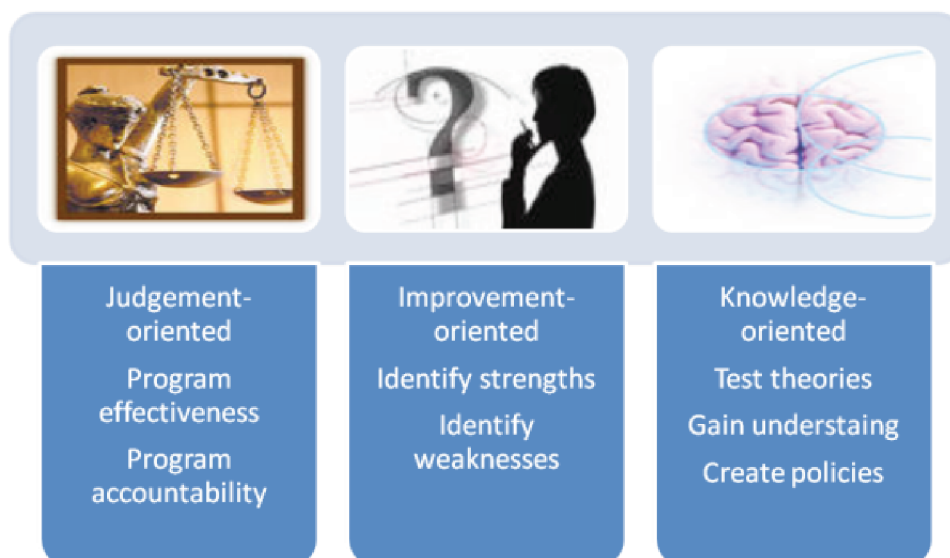 Judgement-
oriented
Program
effectiveness
Program
accountability
Improvement-
oriented
Identify strengths
Identify
weaknesses
Knowledge-
oriented
Test theories
Gain understaing
Create policies